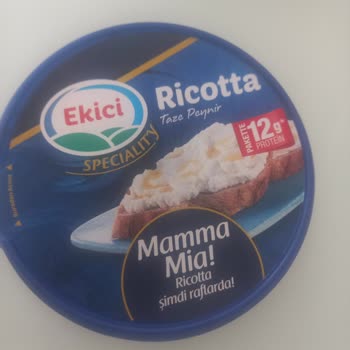 Ekici
SPECIALITY
Ricotta
Taze Peynir
PAKETTE
12g*
PROTEIN
Mamma
Mia!
Ricotta
şimdi raflarda!